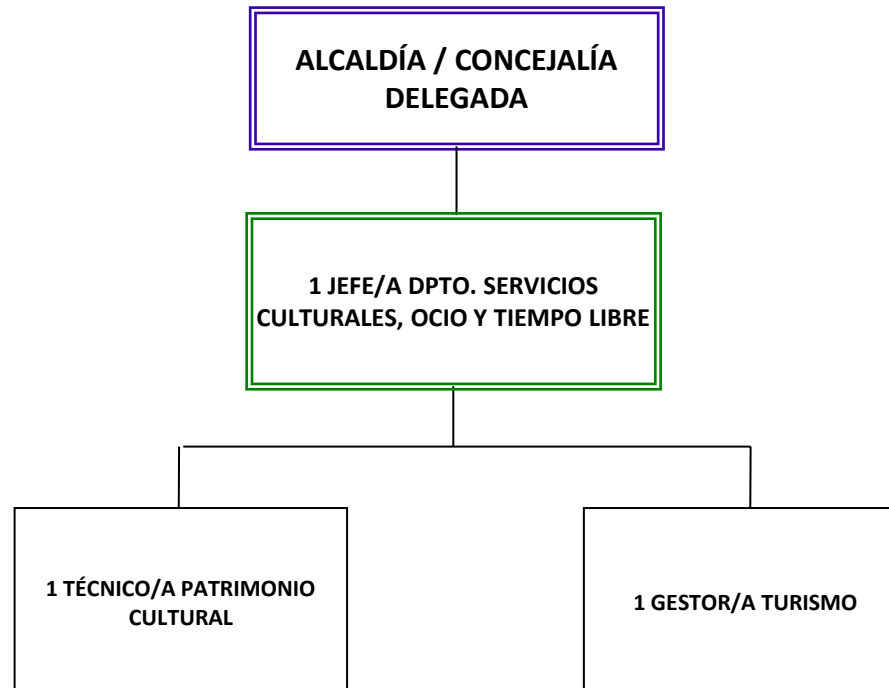 ALCALDÍA / CONCEJALÍA
DELEGADA
1 JEFE/A DPTO. SERVICIOS
CULTURALES, OCIO Y TIEMPO LIBRE
1 TÉCNICO/A PATRIMONIO
CULTURAL
1 GESTOR/A TURISMO